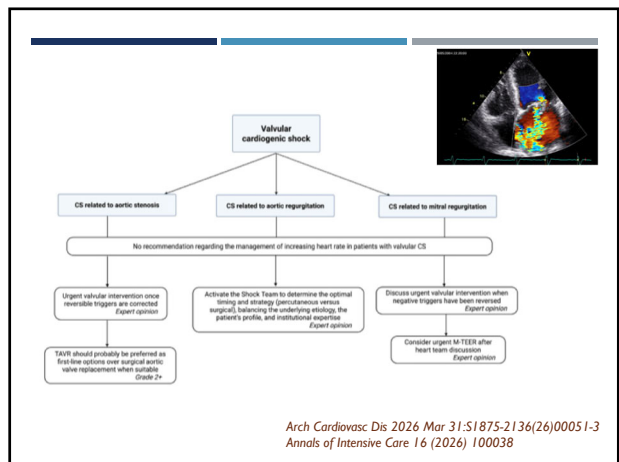 Valvular
cardiogenic shock
CS related to aortic stenosis
CS related to aortic regurgitation
CS related to mitral regurgitation
No recommendation regarding the management of increasing heart rate in patients with valvular CS
Urgent valvular intervention once
reversible triggers are corrected
Expert opinion
Activate the Shock Team to determine the optimal
timing and strategy (percutaneous versus
surgical), balancing the underlying etiology, the
patient's profile, and institutional expertise
Expert opinion
Discuss urgent valvular intervention when
negative triggers have been reversed
Expert opinion
TAVR should probably be preferred as
first-line options over surgical aortic
valve replacement when suitable
Grade 2+
Consider urgent M-TEER after
heart team discussion
Expert opinion
Arch Cardiovasc Dis 2026 Mar 31:S1875-2136(26)00051-3
Annals of Intensive Care 16 (2026) 100038